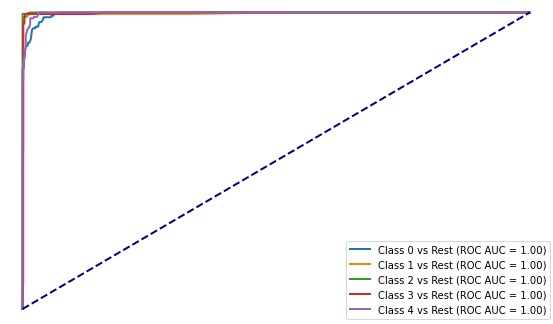 Class 0 vs Rest (ROC AUC = 1.00)
Class 1 vs Rest (ROC AUC = 1.00)
Class 2 vs Rest (ROC AUC = 1.00)
Class 3 vs Rest (ROC AUC = 1.00)
Class 4 vs Rest (ROC AUC = 1.00)